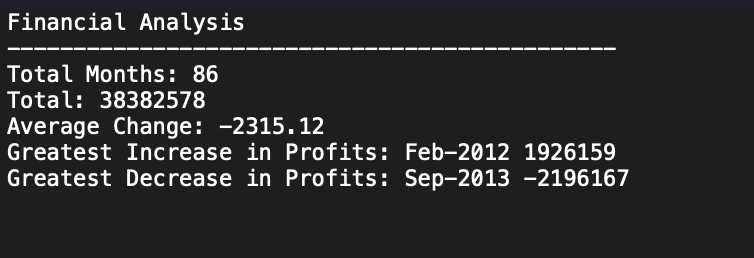 Financial Analysis
----------------------------------------------
Total Months: 86
Total: 38382578
Average Change: -2315.12
Greatest Increase in Profits: Feb-2012 1926159
Greatest Decrease in Profits: Sep-2013 -2196167